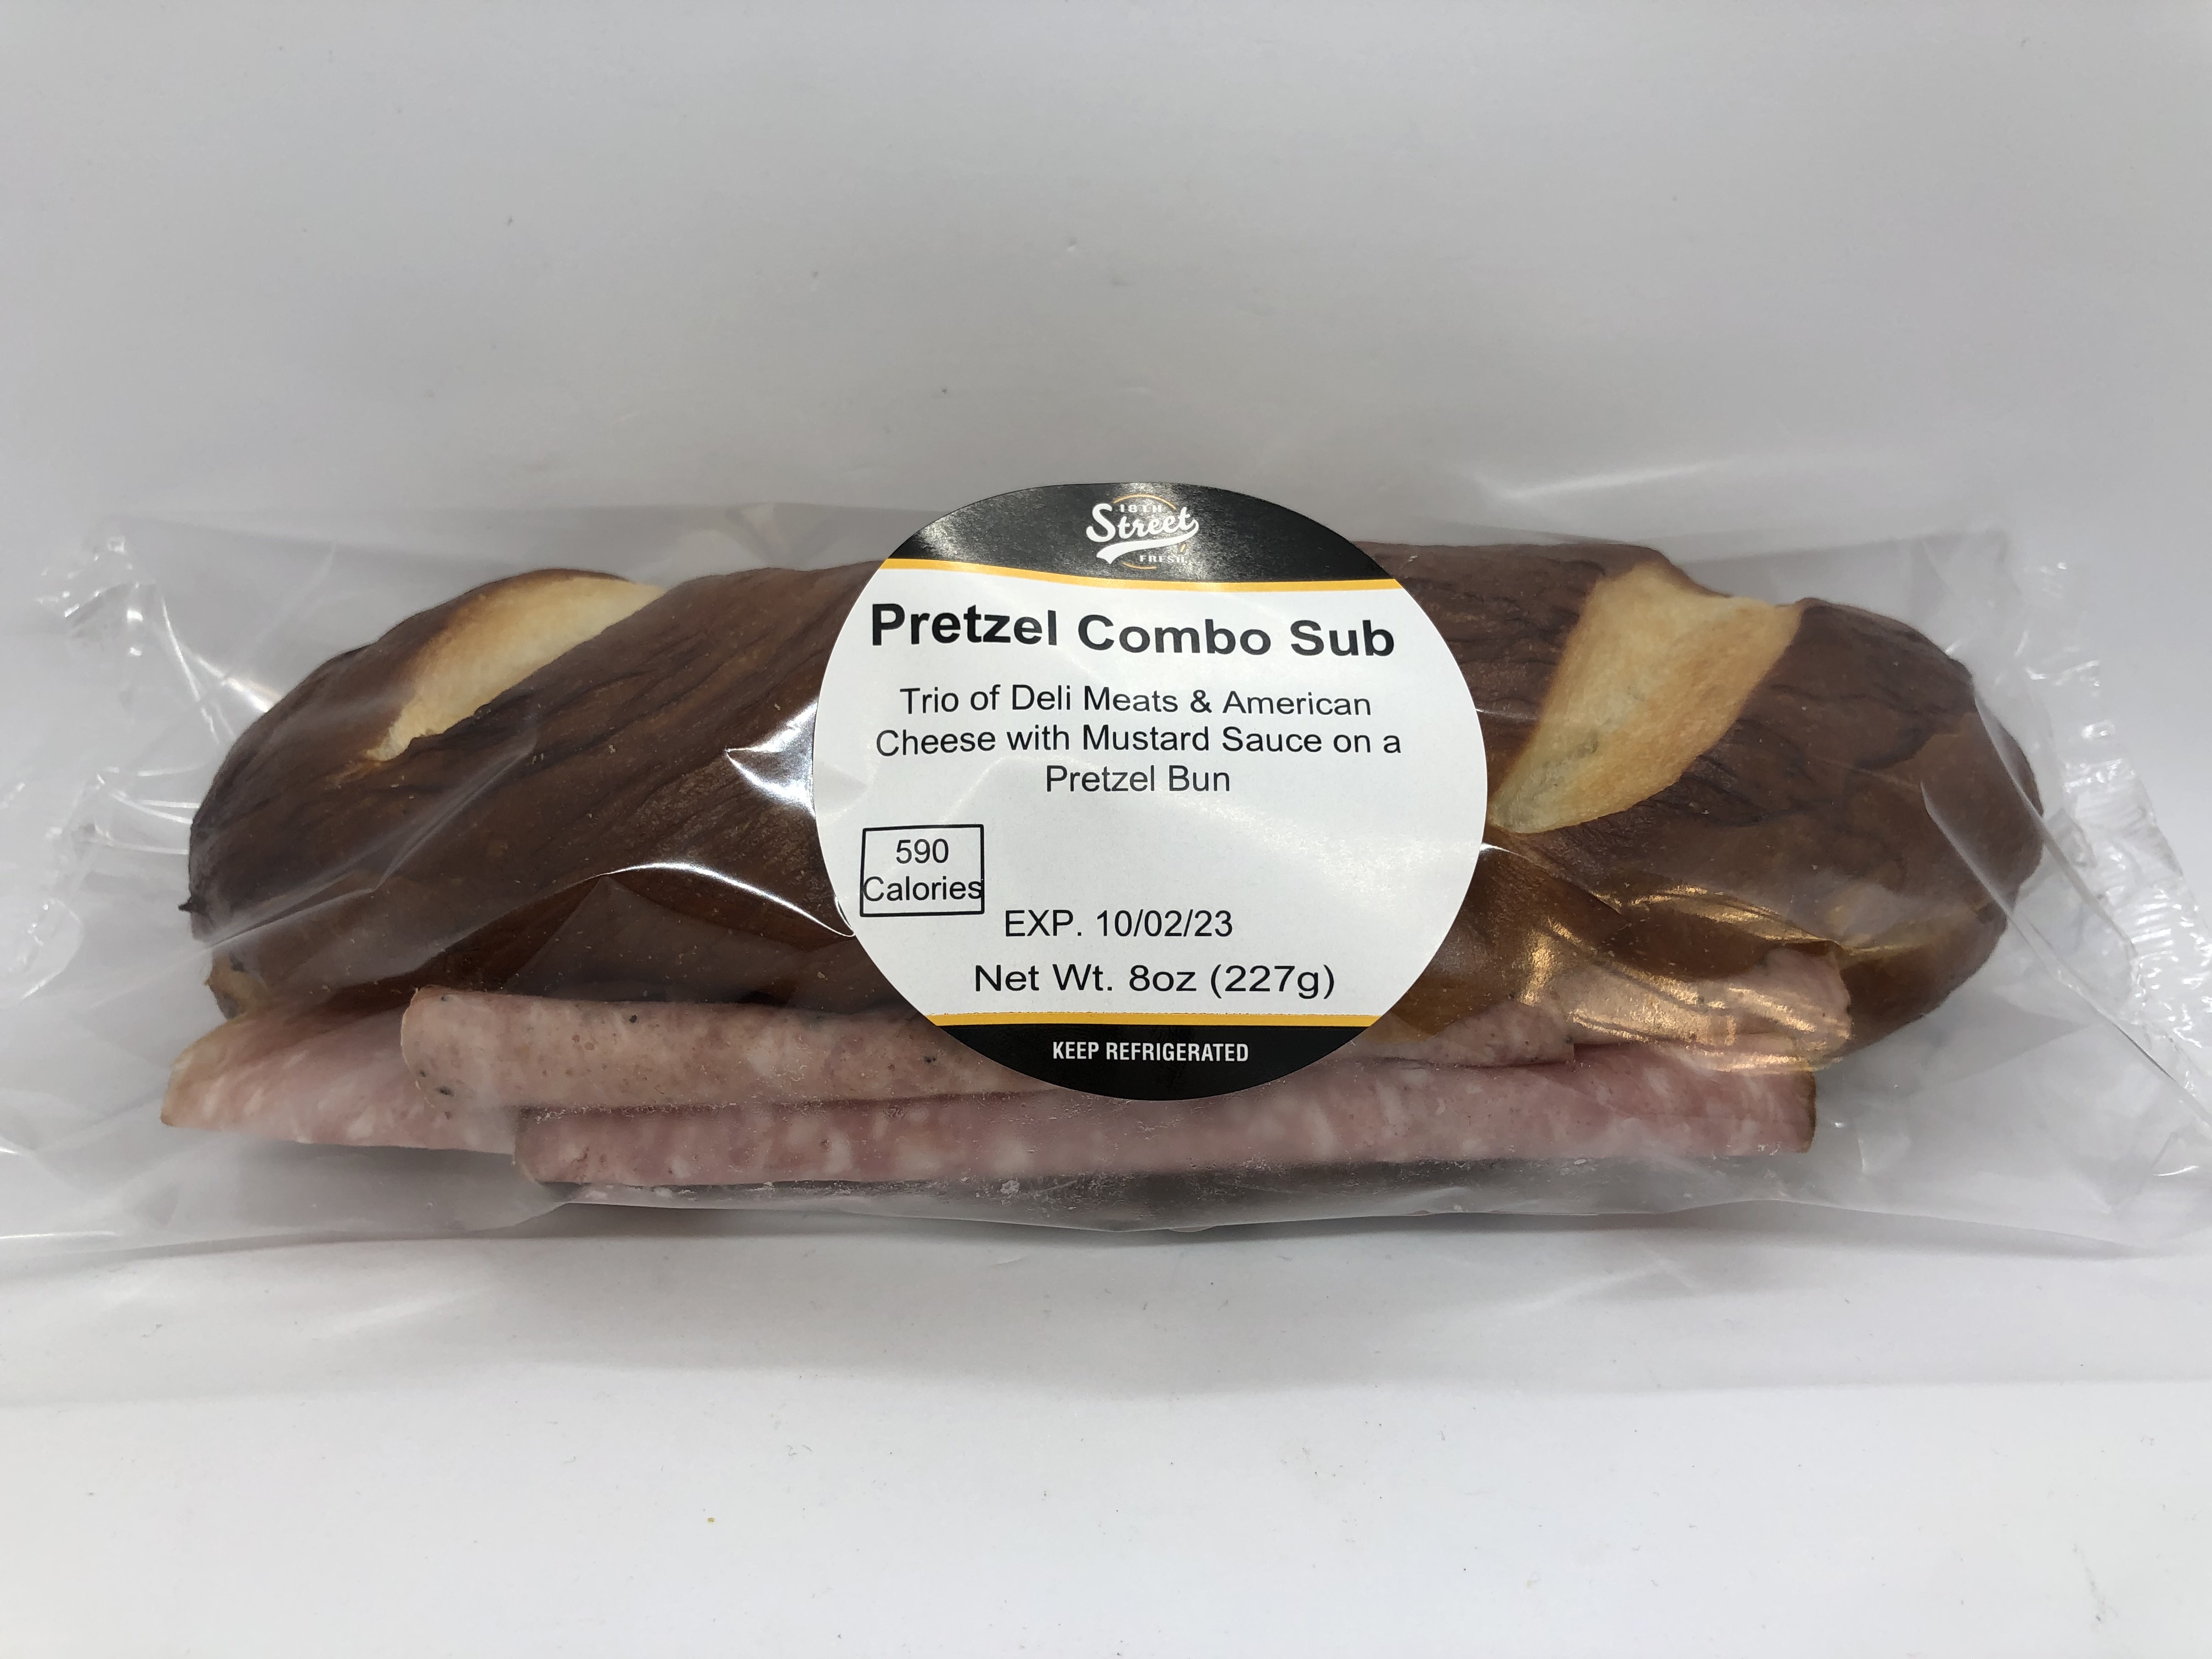 18TH
Street
FRESH
Pretzel Combo Sub
Trio of Deli Meats & American
Cheese with Mustard Sauce on a
Pretzel Bun
590
Calories
EXP. 10/02/23
Net Wt. 8oz (227g)
KEEP REFRIGERATED